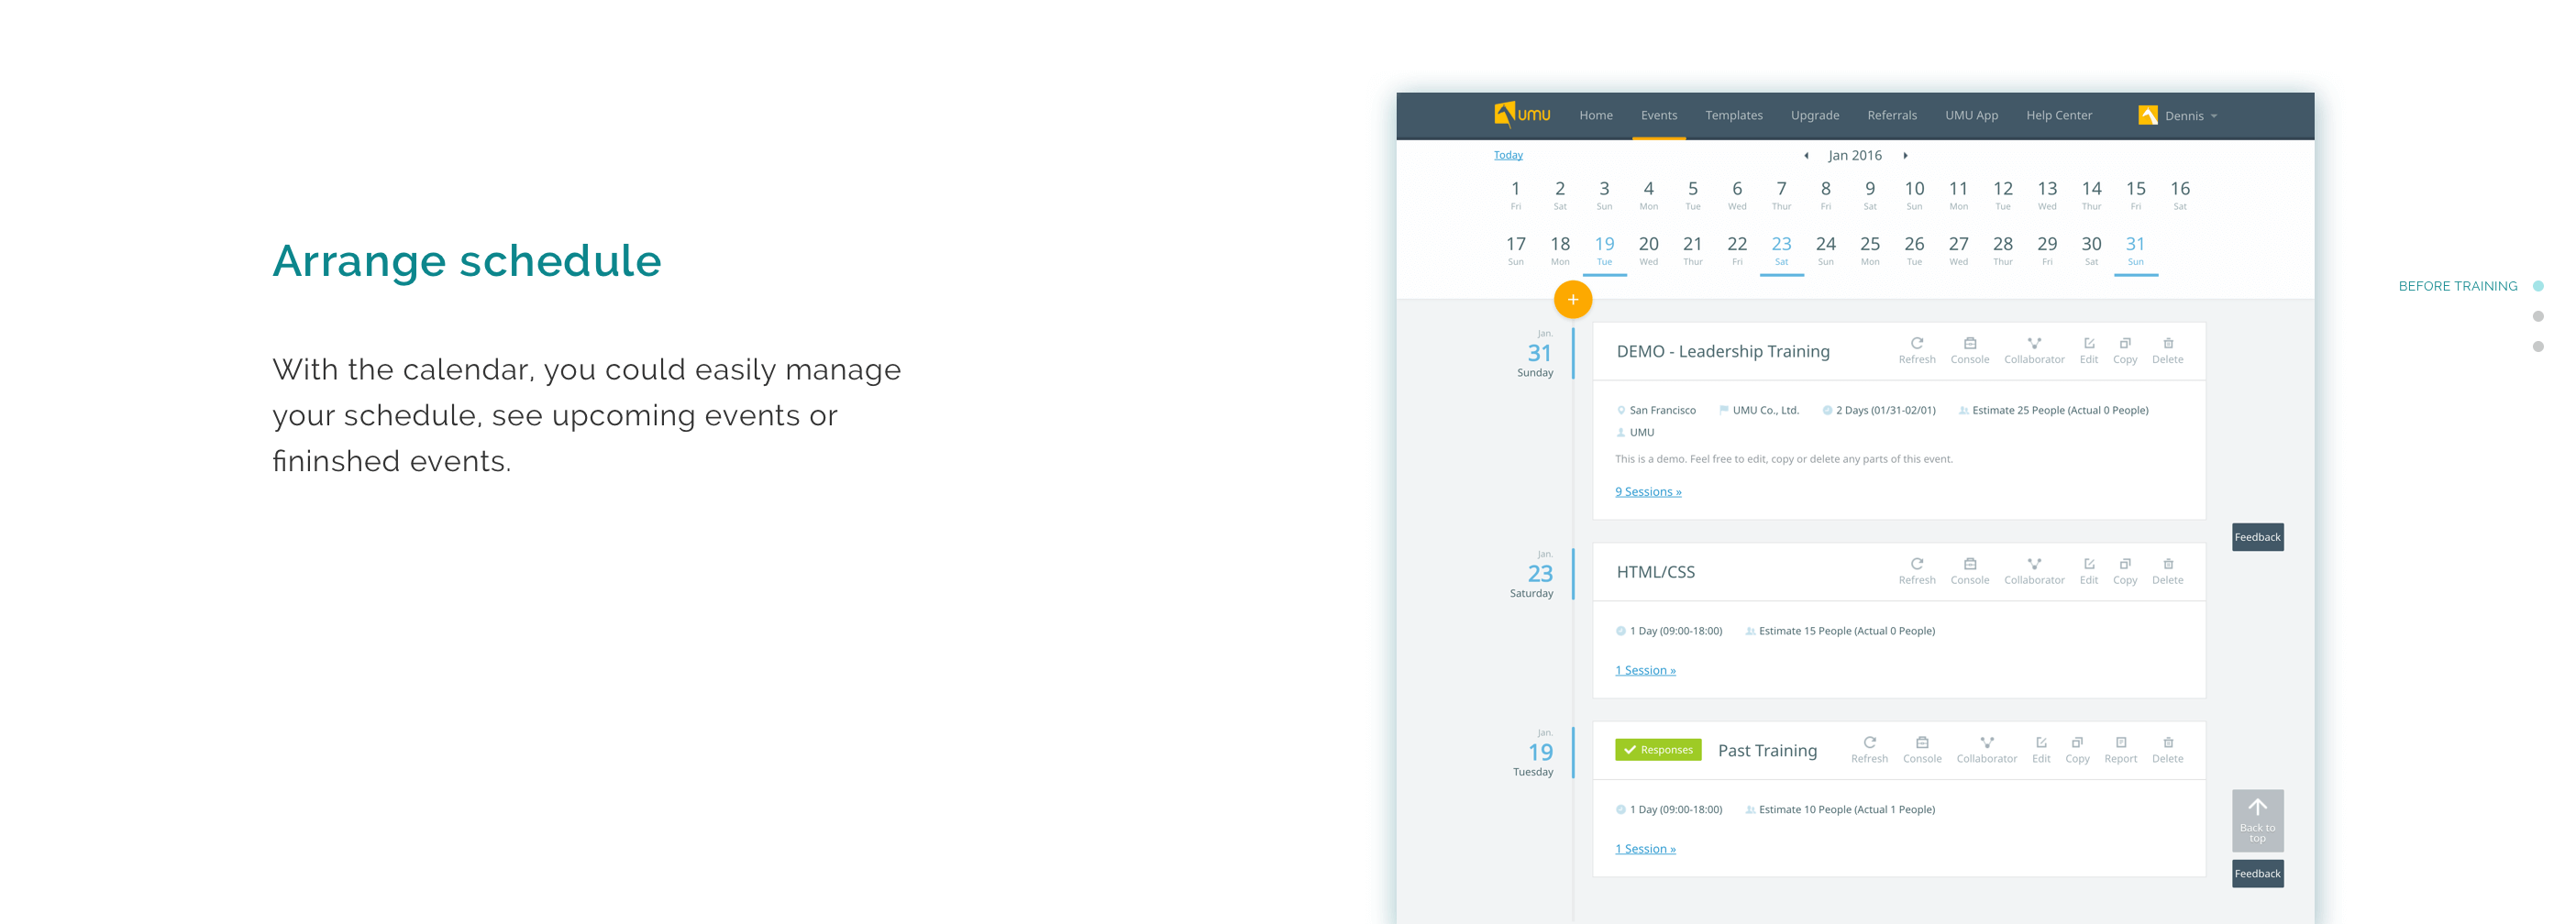 Arrange schedule
With the calendar, you could easily manage
your schedule, see upcoming events or
fininshed events.
umu Home Events Templates Upgrade Referrals UMU App Help Center Dennis
Today Jan 2016
1 2 3 4 5 6 7 8 9 10 11 12 13 14 15 16
Fri Sat Sun Mon Tue Wed Thur Fri Sat Sun Mon Tue Wed Thur Fri Sat
17 18 19 20 21 22 23 24 25 26 27 28 29 30 31
Sun Mon Tue Wed Thur Fri Sat Sun Mon Tue Wed Thur Fri Sat Sun
+
Jan.
31
Sunday
DEMO - Leadership Training
Refresh Console Collaborator Edit Copy Delete
San Francisco UMU Co., Ltd. 2 Days (01/31-02/01) Estimate 25 People (Actual 0 People)
UMU
This is a demo. Feel free to edit, copy or delete any parts of this event.
9 Sessions »
Feedback
Jan.
23
Saturday
HTML/CSS
Refresh Console Collaborator Edit Copy Delete
1 Day (09:00-18:00) Estimate 15 People (Actual 0 People)
1 Session »
Jan.
19
Tuesday
Responses Past Training
Refresh Console Collaborator Edit Copy Report Delete
1 Day (09:00-18:00) Estimate 10 People (Actual 1 People)
1 Session »
Back to
top
Feedback
BEFORE TRAINING